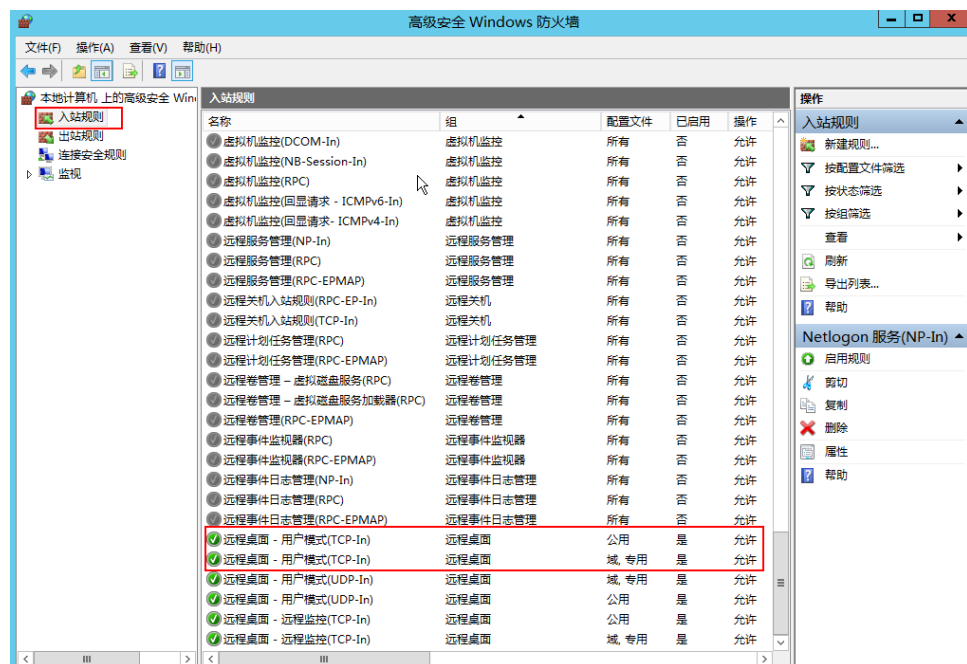 高级安全 Windows 防火墙
文件(F) 操作(A) 查看(V) 帮助(H)
本地计算机 上的高级安全 Win
入站规则
出站规则
连接安全规则
监视
入站规则
名称 组 配置文件 已启用 操作
虚拟机监控(DCOM-In) 虚拟机监控 所有 否 允许
虚拟机监控(NB-Session-In) 虚拟机监控 所有 否 允许
虚拟机监控(RPC) 虚拟机监控 所有 否 允许
虚拟机监控(回显请求 - ICMPv6-In) 虚拟机监控 所有 否 允许
虚拟机监控(回显请求- ICMPv4-In) 虚拟机监控 所有 否 允许
远程服务管理(NP-In) 远程服务管理 所有 否 允许
远程服务管理(RPC) 远程服务管理 所有 否 允许
远程服务管理(RPC-EPMAP) 远程服务管理 所有 否 允许
远程关机入站规则(RPC-EP-In) 远程关机 所有 否 允许
远程关机入站规则(TCP-In) 远程关机 所有 否 允许
远程计划任务管理(RPC) 远程计划任务管理 所有 否 允许
远程计划任务管理(RPC-EPMAP) 远程计划任务管理 所有 否 允许
远程卷管理 – 虚拟磁盘服务(RPC) 远程卷管理 所有 否 允许
远程卷管理 – 虚拟磁盘服务加载器(RPC) 远程卷管理 所有 否 允许
远程卷管理(RPC-EPMAP) 远程卷管理 所有 否 允许
远程事件监视器(RPC) 远程事件监视器 所有 否 允许
远程事件监视器(RPC-EPMAP) 远程事件监视器 所有 否 允许
远程事件日志管理(NP-In) 远程事件日志管理 所有 否 允许
远程事件日志管理(RPC) 远程事件日志管理 所有 否 允许
远程事件日志管理(RPC-EPMAP) 远程事件日志管理 所有 否 允许
远程桌面 - 用户模式(TCP-In) 远程桌面 公用 是 允许
远程桌面 - 用户模式(TCP-In) 远程桌面 域, 专用 是 允许
远程桌面 - 用户模式(UDP-In) 远程桌面 域, 专用 是 允许
远程桌面 - 用户模式(UDP-In) 远程桌面 公用 是 允许
远程桌面 - 远程监控(TCP-In) 远程桌面 公用 是 允许
远程桌面 - 远程监控(TCP-In) 远程桌面 域, 专用 是 允许
操作
入站规则
新建规则...
按配置文件筛选
按状态筛选
按组筛选
查看
刷新
导出列表...
帮助
Netlogon 服务(NP-In)
启用规则
剪切
复制
删除
属性
帮助